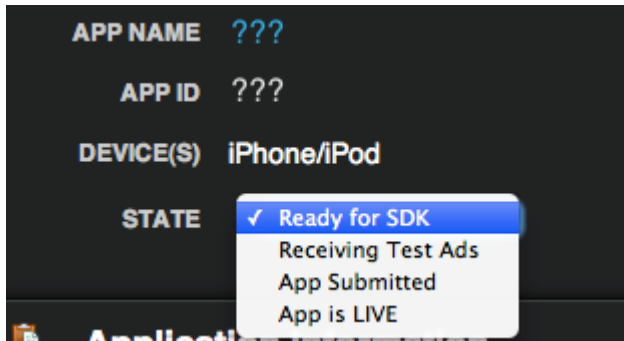 APP NAME ???
APP ID ???
DEVICE(S) iPhone/iPod
STATE ✓ Ready for SDK
Receiving Test Ads
App Submitted
App is LIVE